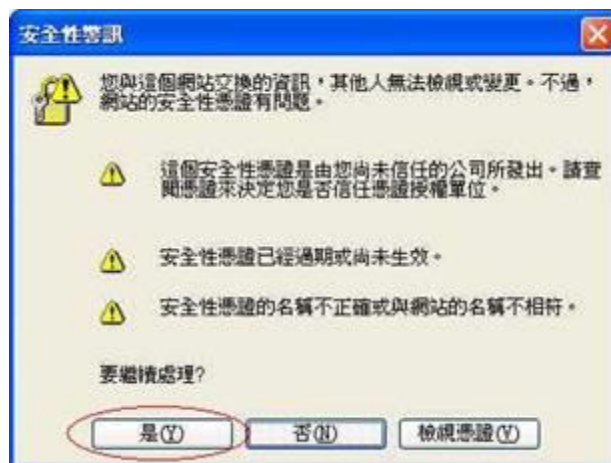 安全性警訊
您與這個網站交換的資訊，其他人無法檢視或變更。不過，
網站的安全性憑證有問題。
這個安全性憑證是由您尚未信任的公司所發出。請查
閱憑證來決定您是否信任憑證授權單位。
安全性憑證已經過期或尚未生效。
安全性憑證的名稱不正確或與網站的名稱不相符。
要繼續處理?
是(Y)
否(N)
檢視憑證(V)